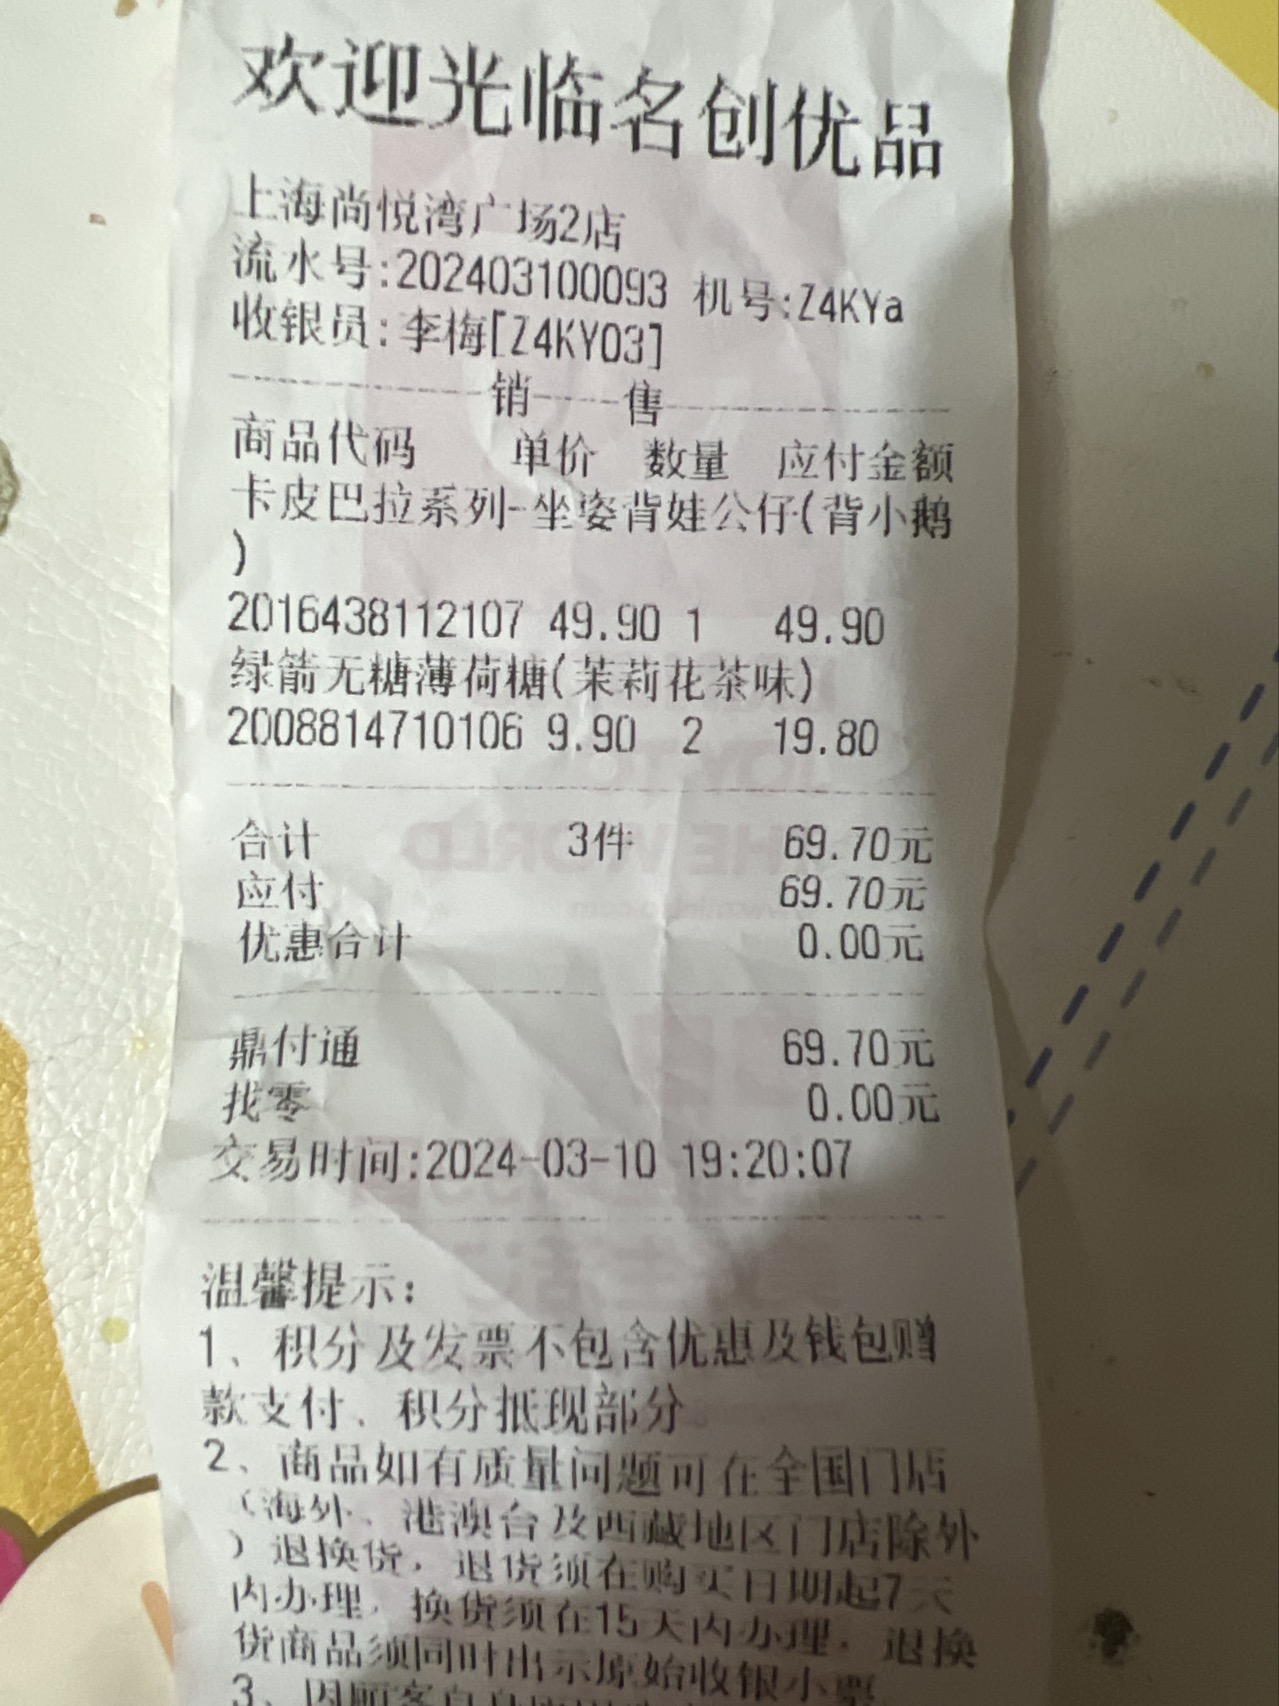 欢迎光临名创优品
上海尚悦湾广场2店
流水号:202403100093 机号:Z4KYa
收银员:李梅[Z4KY03]
销 售
商品代码 单价 数量 应付金额
卡皮巴拉系列-坐姿背娃公仔(背小鹅
)
2016438112107 49.90 1 49.90
绿箭无糖薄荷糖(茉莉花茶味)
2008814710106 9.90 2 19.80
合计 3件 69.70元
应付 69.70元
优惠合计 0.00元
鼎付通 69.70元
找零 0.00元
交易时间:2024-03-10 19:20:07
温馨提示:
1、积分及发票不包含优惠及钱包赠
款支付、积分抵现部分。
2、商品如有质量问题可在全国门店
(海外、港澳台及西藏地区门店除外
)退换货，退货须在购买日期起7天
内办理，换货须在15天内办理，退换
货商品须同时出示原始收银小票
3、因顾客自身